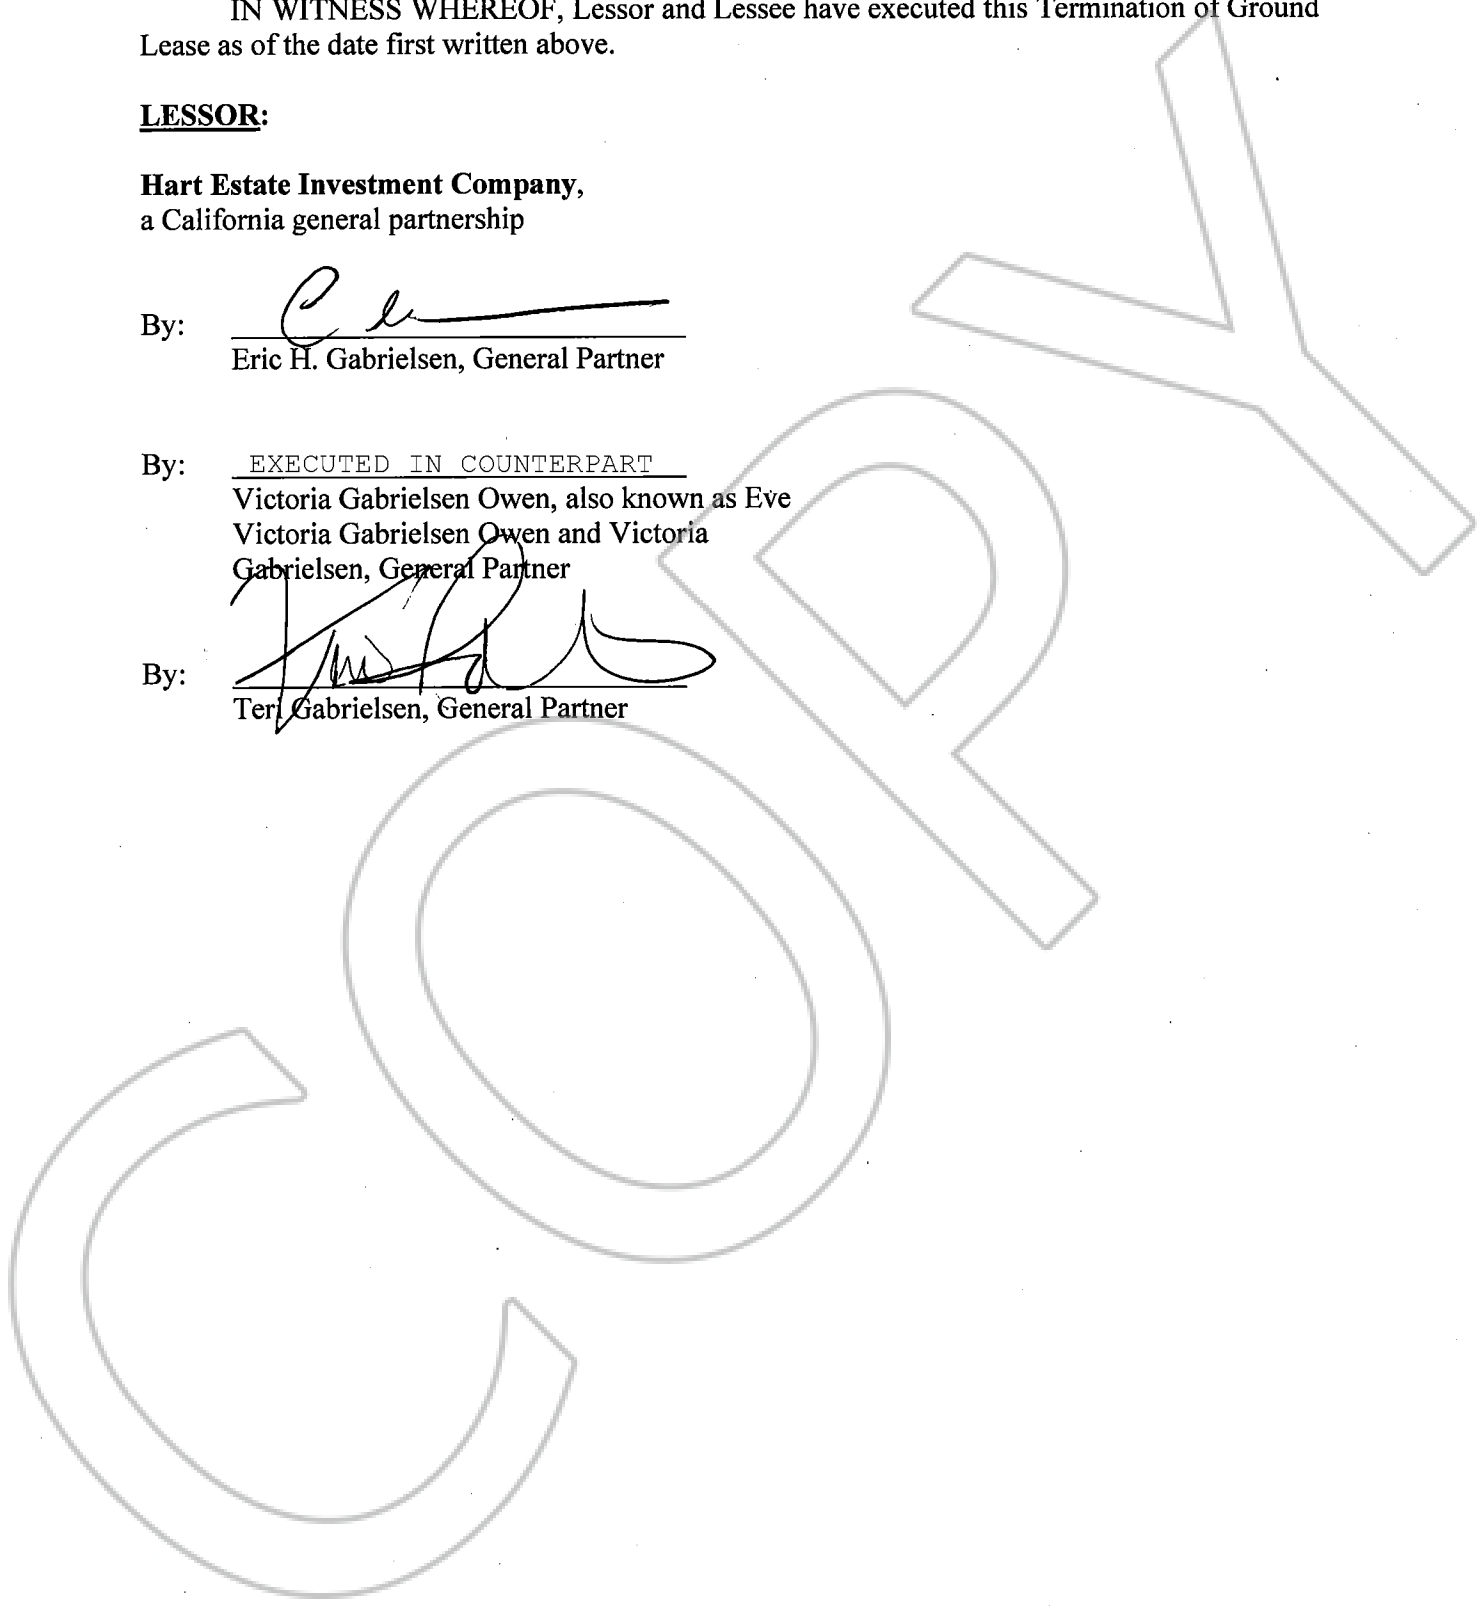 IN WITNESS WHEREOF, Lessor and Lessee have executed this Termination of Ground
Lease as of the date first written above.
LESSOR:
Hart Estate Investment Company,
a California general partnership
By:
Eric H. Gabrielsen, General Partner
By: EXECUTED IN COUNTERPART
Victoria Gabrielsen Owen, also known as Eve
Victoria Gabrielsen Owen and Victoria
Gabrielsen, General Partner
By:
Teri Gabrielsen, General Partner
COPY